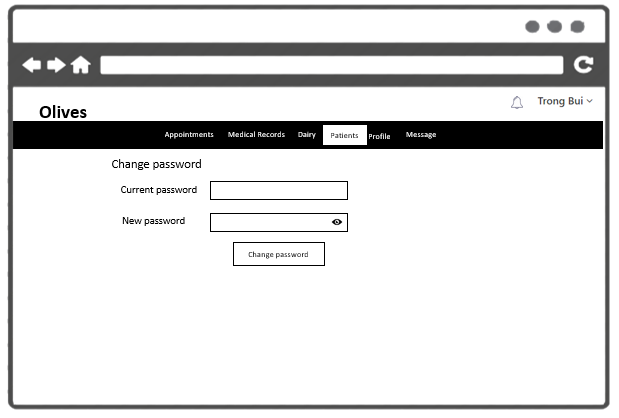 Trong Bui
Olives
Appointments Medical Records Dairy Patients Profile Message
Change password
Current password
New password
Change password